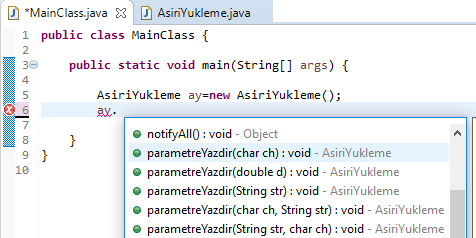 *MainClass.java AsiriYukleme.java
1 public class MainClass {
2
3 public static void main(String[] args) {
4
5 AsiriYukleme ay=new AsiriYukleme();
6 ay.
7
8 }
9 }
10
notifyAll() : void - Object
parametreYazdir(char ch) : void - AsiriYukleme
parametreYazdir(double d) : void - AsiriYukleme
parametreYazdir(String str) : void - AsiriYukleme
parametreYazdir(char ch, String str) : void - AsiriYukleme
parametreYazdir(String str, char ch) : void - AsiriYukleme